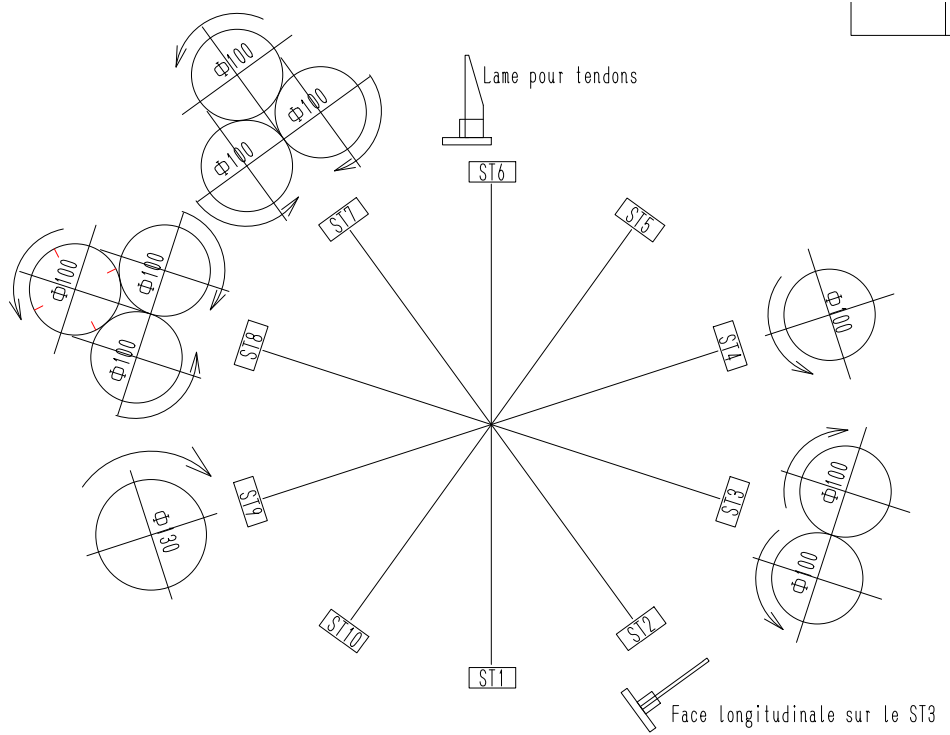 Φ100
Φ100
Φ100
Lame pour tendons
ST6
ST7
ST5
Φ100
Φ100
Φ100
ST8
ST4
Φ100
ST9
ST3
Φ100
Φ100
Φ130
ST10
ST2
ST1
Face longitudinale sur le ST3